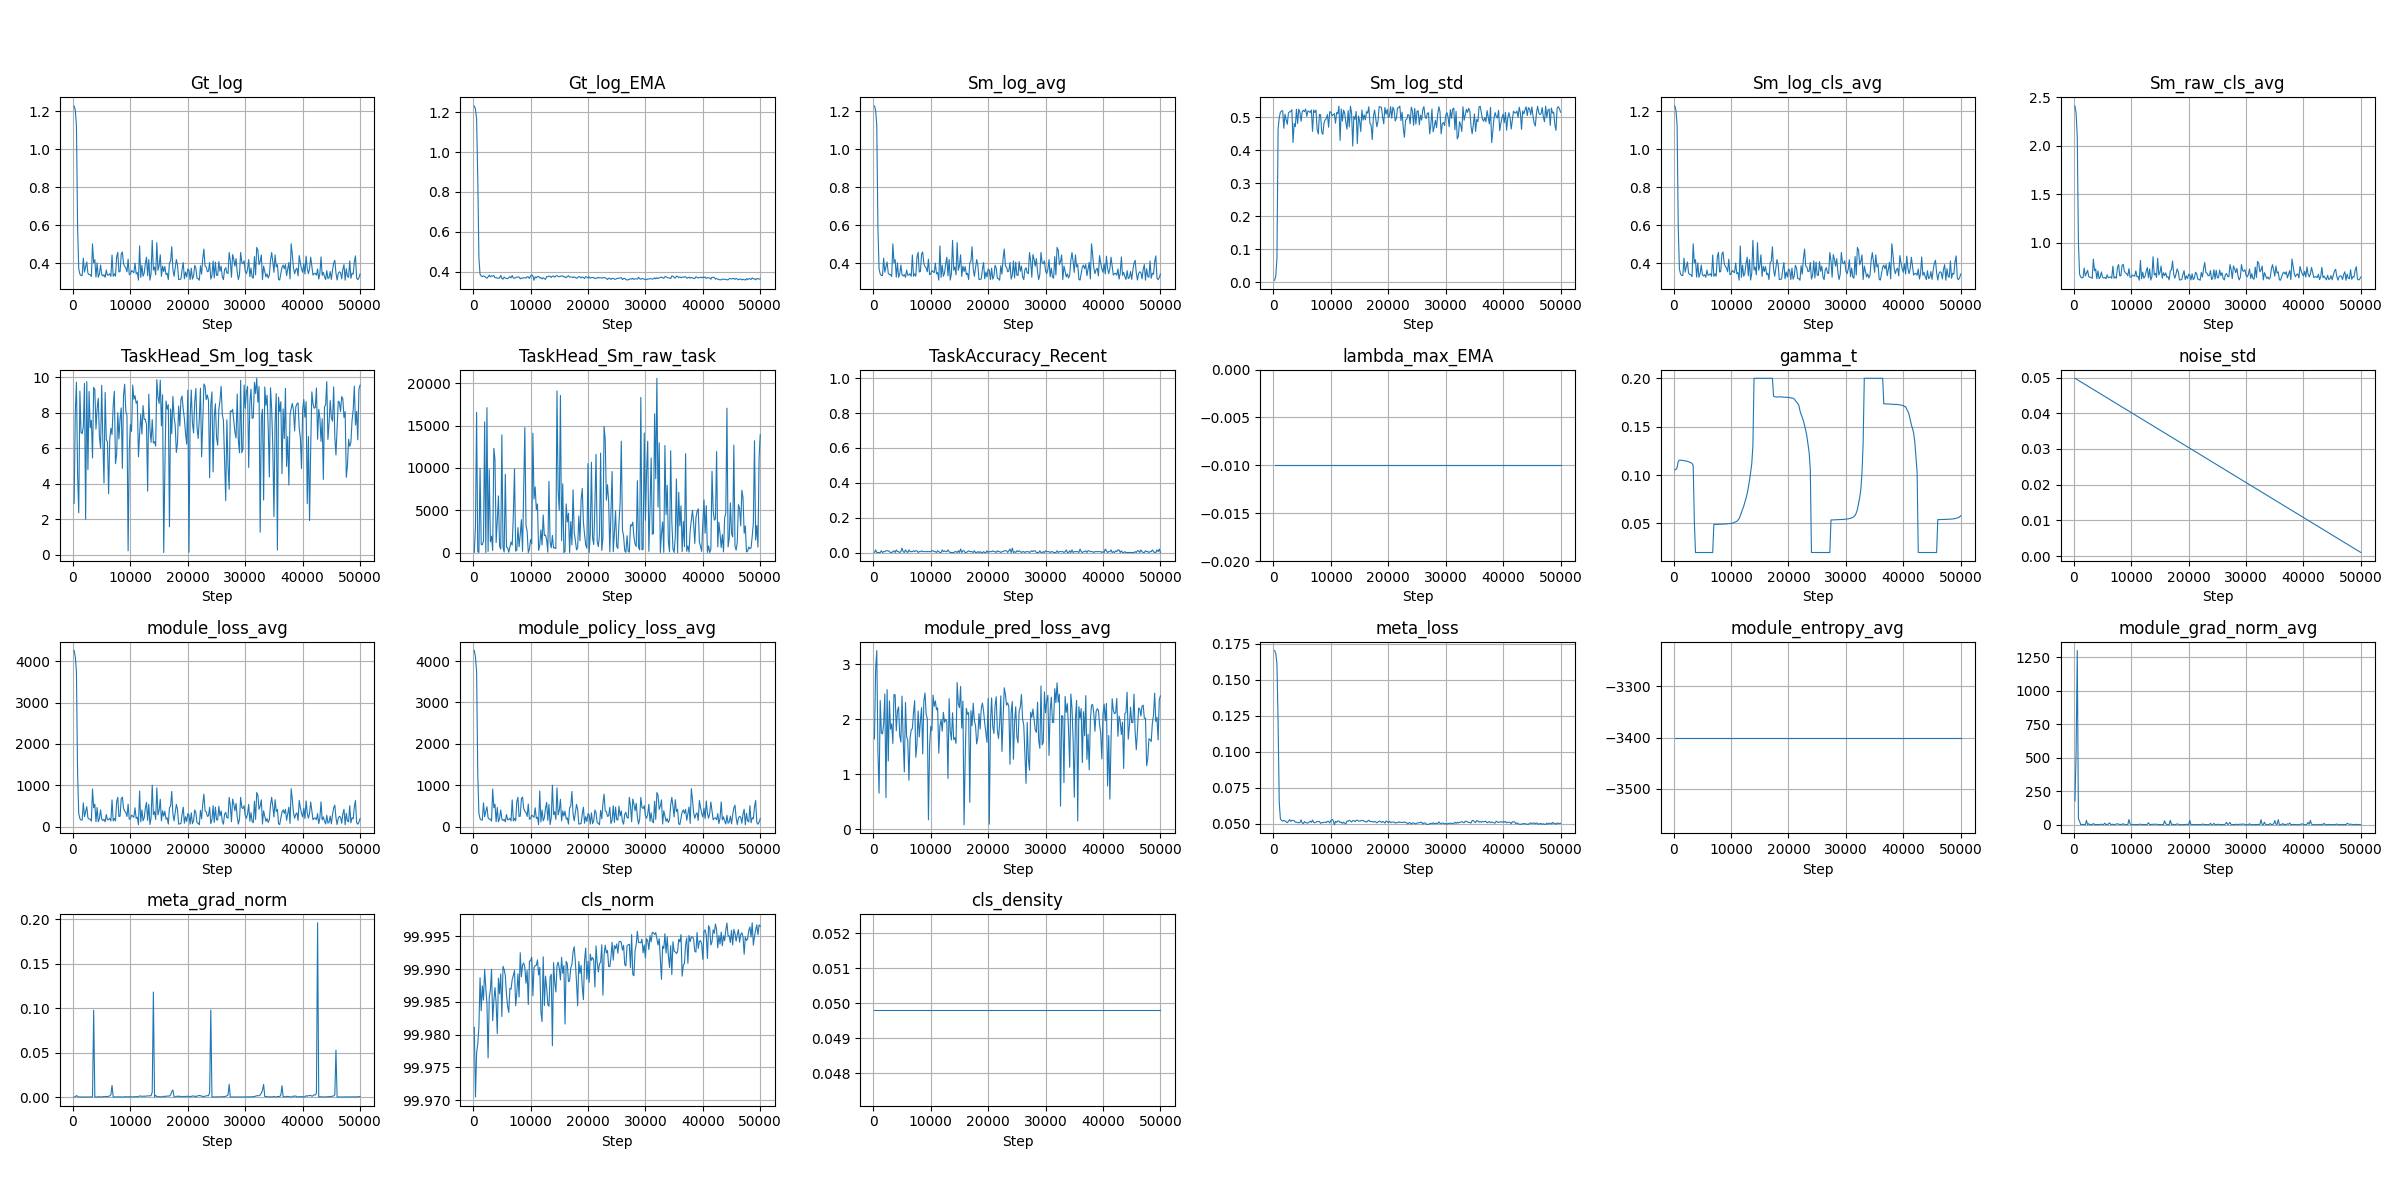 Gt_log Gt_log_EMA Sm_log_avg Sm_log_std Sm_log_cls_avg Sm_raw_cls_avg
1.2 1.2 1.2 0.5 1.2 2.5
1.0 1.0 1.0 0.4 1.0 2.0
0.8 0.8 0.8 0.3 0.8 1.5
0.6 0.6 0.6 0.2 0.6 1.0
0.4 0.4 0.4 0.1 0.4
0.0
0 10000 20000 30000 40000 50000 0 10000 20000 30000 40000 50000 0 10000 20000 30000 40000 50000 0 10000 20000 30000 40000 50000 0 10000 20000 30000 40000 50000 0 10000 20000 30000 40000 50000
Step Step Step Step Step Step
TaskHead_Sm_log_task TaskHead_Sm_raw_task TaskAccuracy_Recent lambda_max_EMA gamma_t noise_std
10 20000 1.0 0.000 0.20 0.05
8 15000 0.8 −0.005 0.15 0.04
6 10000 0.6 −0.010 0.10 0.03
4 5000 0.4 −0.015 0.05 0.02
2 0 0.2 −0.020 0.01
0 0.0 0.00
0 10000 20000 30000 40000 50000 0 10000 20000 30000 40000 50000 0 10000 20000 30000 40000 50000 0 10000 20000 30000 40000 50000 0 10000 20000 30000 40000 50000 0 10000 20000 30000 40000 50000
Step Step Step Step Step Step
module_loss_avg module_policy_loss_avg module_pred_loss_avg meta_loss module_entropy_avg module_grad_norm_avg
4000 4000 3 0.175 −3300 1250
3000 3000 2 0.150 −3400 1000
2000 2000 1 0.125 −3500 750
1000 1000 0 0.100 500
0 0 0.075 250
0.050 0
0 10000 20000 30000 40000 50000 0 10000 20000 30000 40000 50000 0 10000 20000 30000 40000 50000 0 10000 20000 30000 40000 50000 0 10000 20000 30000 40000 50000 0 10000 20000 30000 40000 50000
Step Step Step Step Step Step
meta_grad_norm cls_norm cls_density
0.20 99.995 0.052
0.15 99.990 0.051
0.10 99.985 0.050
0.05 99.980 0.049
0.00 99.975 0.048
99.970
0 10000 20000 30000 40000 50000 0 10000 20000 30000 40000 50000 0 10000 20000 30000 40000 50000
Step Step Step